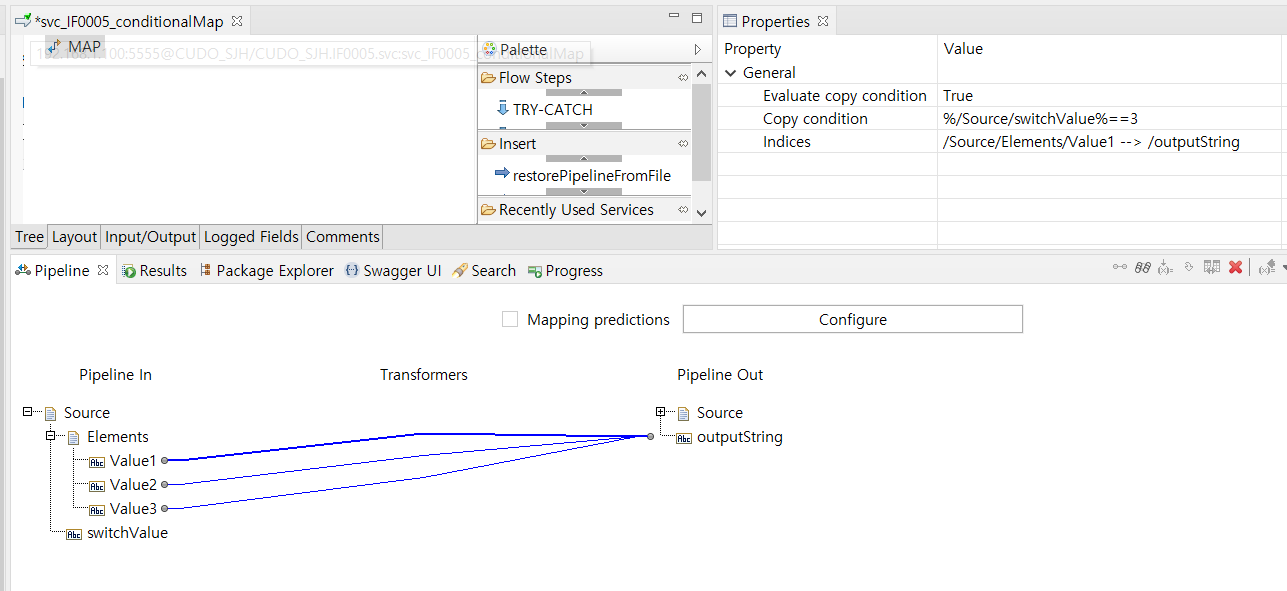 *svc_IF0005_conditionalMap
MAP
192.168.1.100:5555@CUDO_SJH/CUDO_SJH.IF0005.svc:svc_IF0005_conditionalMap
Palette
Flow Steps
TRY-CATCH
Insert
restorePipelineFromFile
Recently Used Services
Tree Layout Input/Output Logged Fields Comments
Properties
Property Value
General
Evaluate copy condition True
Copy condition %/Source/switchValue%==3
Indices /Source/Elements/Value1 --> /outputString
Pipeline Results Package Explorer Swagger UI Search Progress
Mapping predictions Configure
Pipeline In Transformers Pipeline Out
Source Source
Elements outputString
Value1
Value2
Value3
switchValue